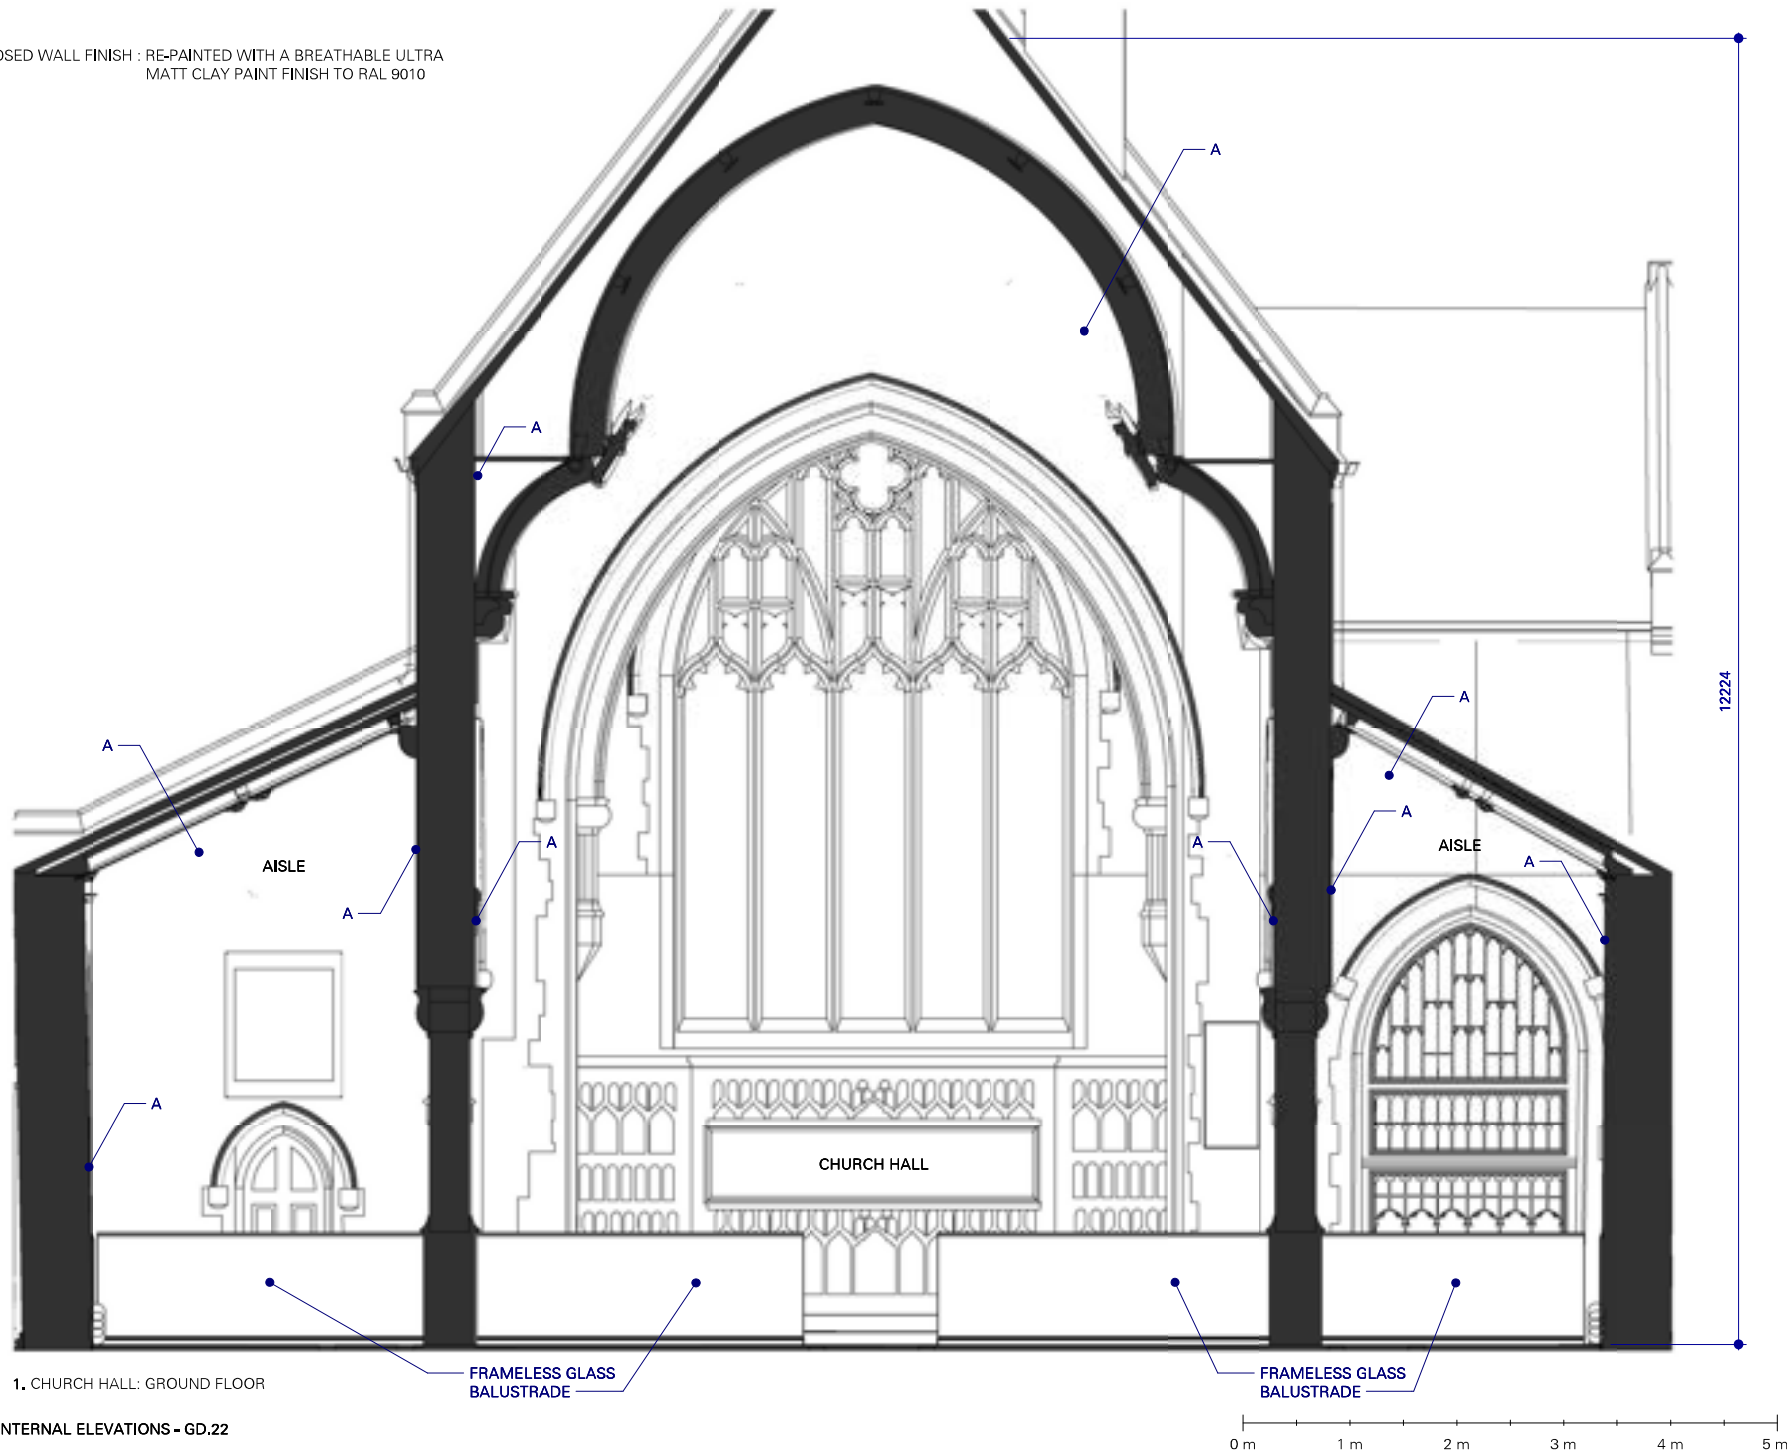 OSED WALL FINISH : RE-PAINTED WITH A BREATHABLE ULTRA
MATT CLAY PAINT FINISH TO RAL 9010
A
A
12224
A
A
A
A
A
A
AISLE
AISLE
A
A
A
CHURCH HALL
FRAMELESS GLASS
BALUSTRADE
FRAMELESS GLASS
BALUSTRADE
1. CHURCH HALL: GROUND FLOOR
NTERNAL ELEVATIONS - GD.22
0 m 1 m 2 m 3 m 4 m 5 m